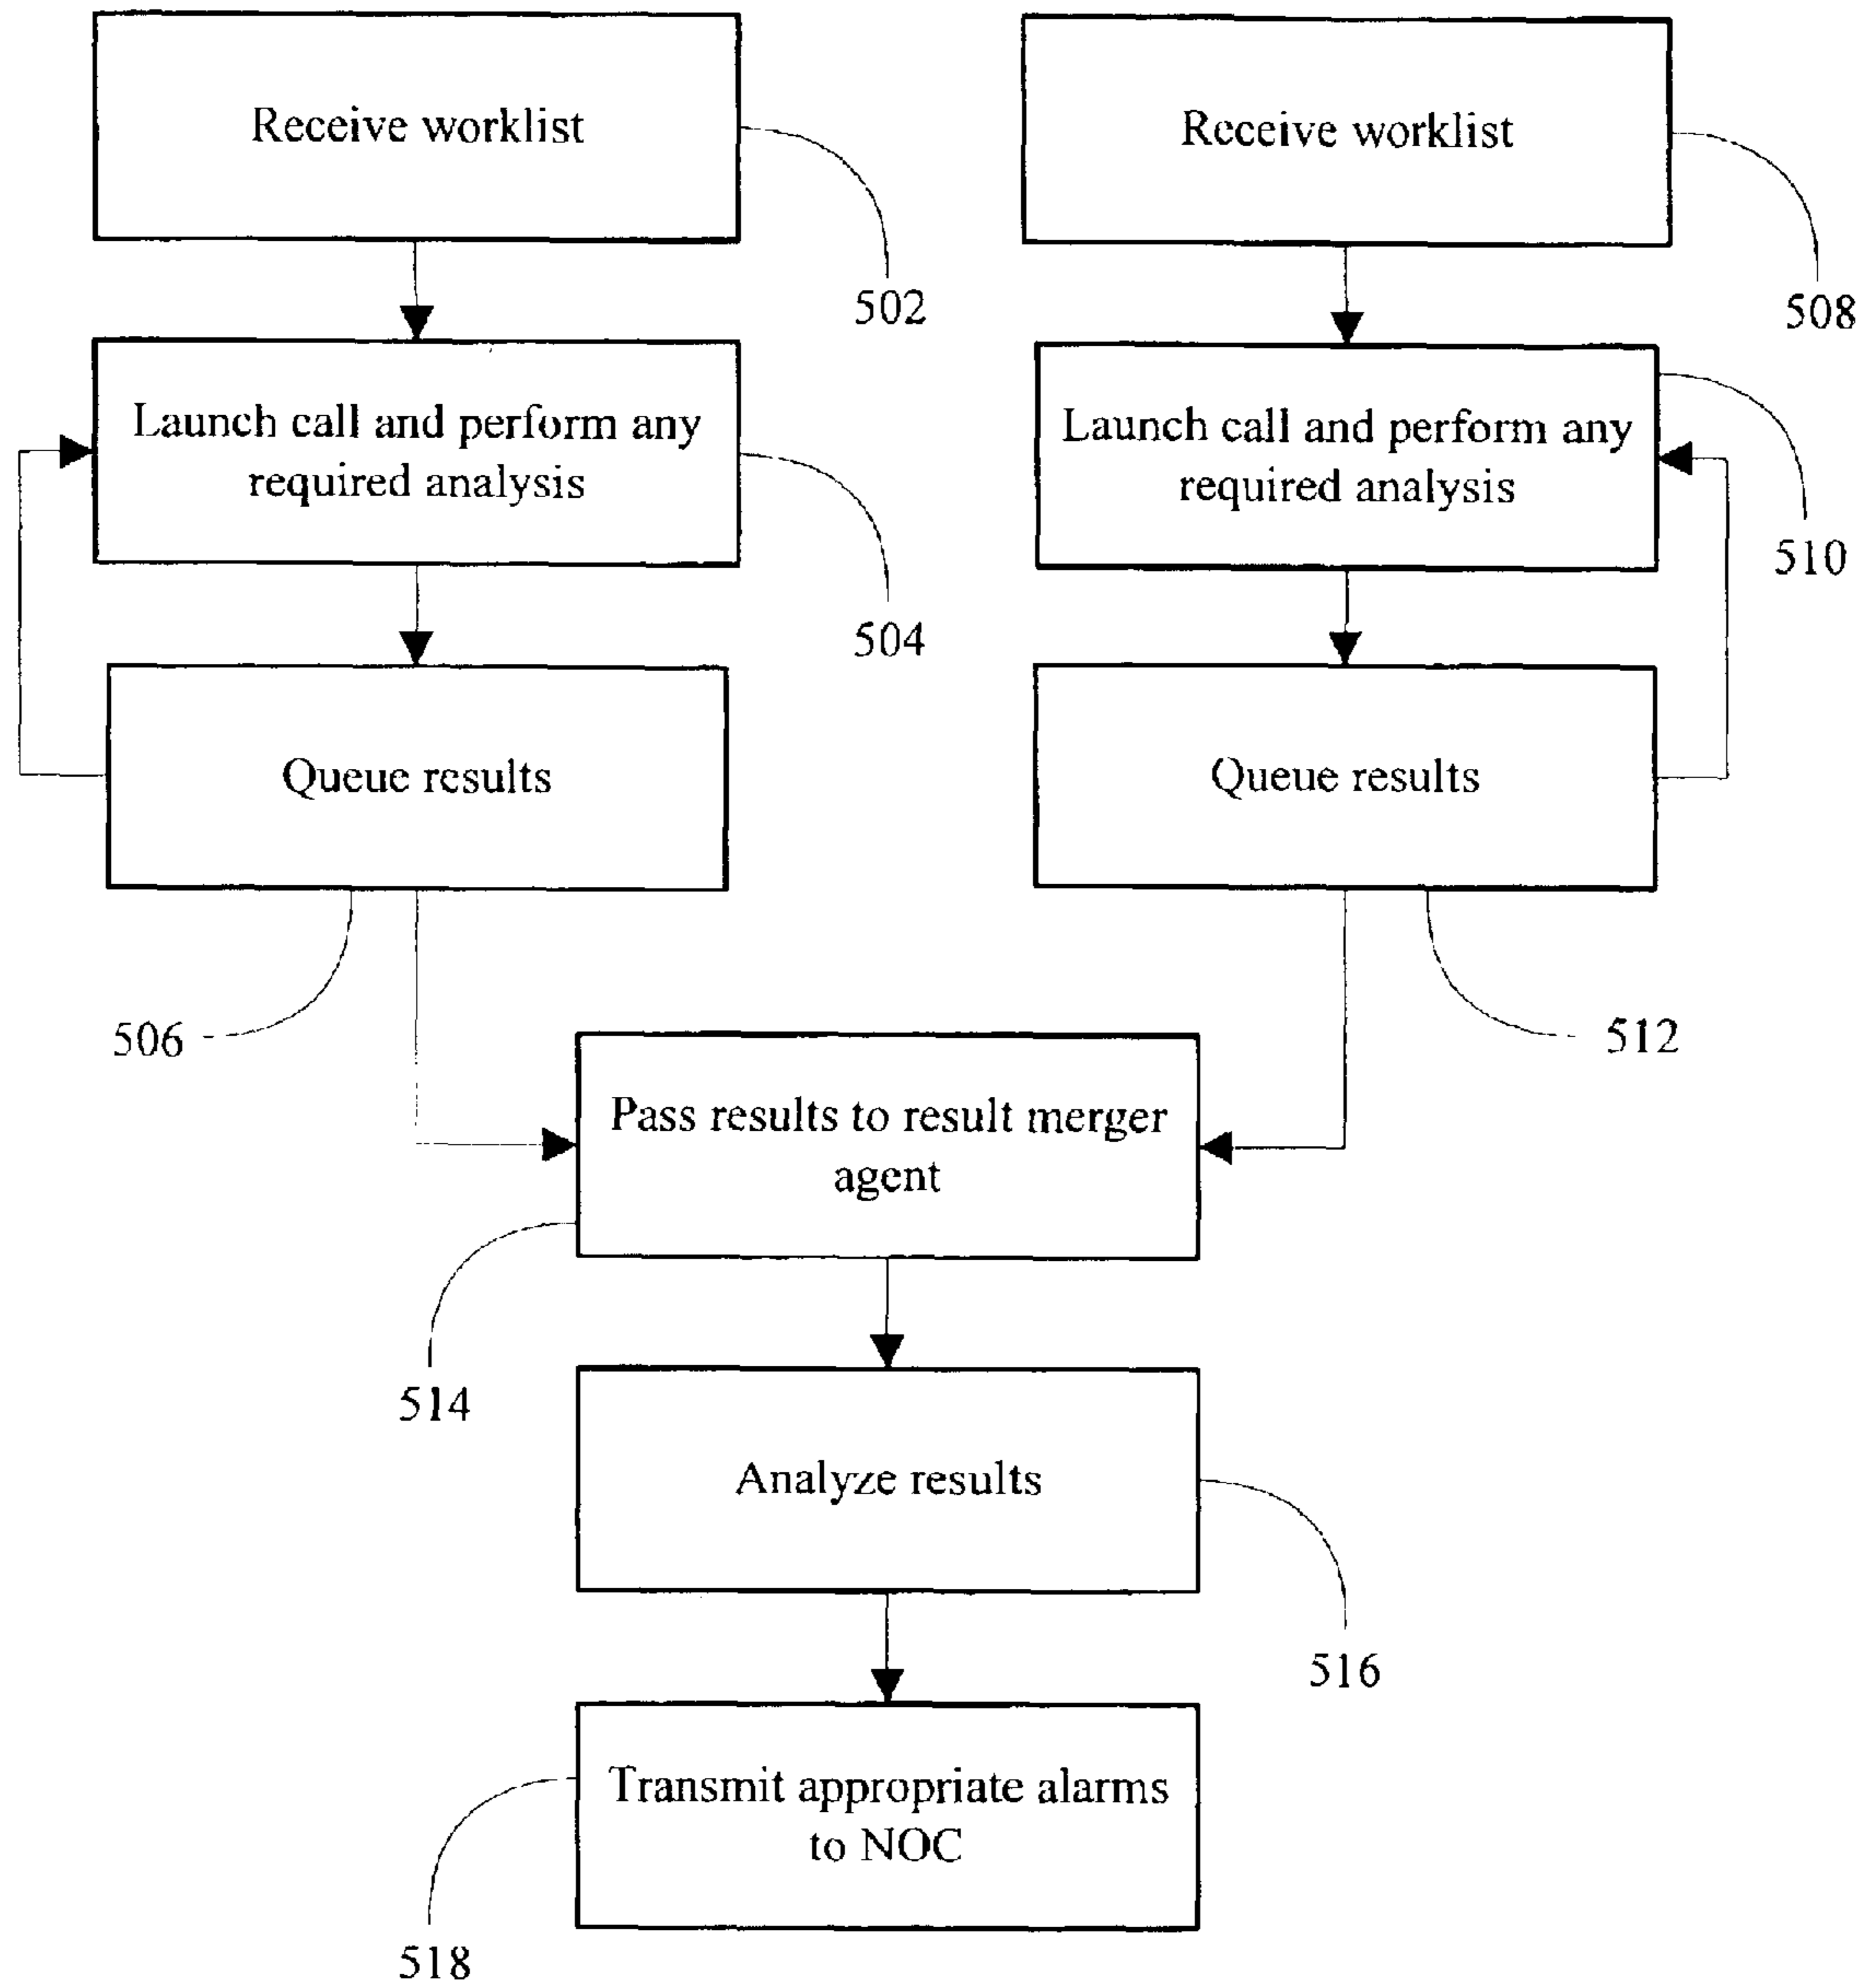 Receive worklist
Receive worklist
502
508
Launch call and perform any
required analysis
Launch call and perform any
required analysis
510
504
Queue results
Queue results
506
512
Pass results to result merger
agent
514
Analyze results
516
Transmit appropriate alarms
to NOC
518